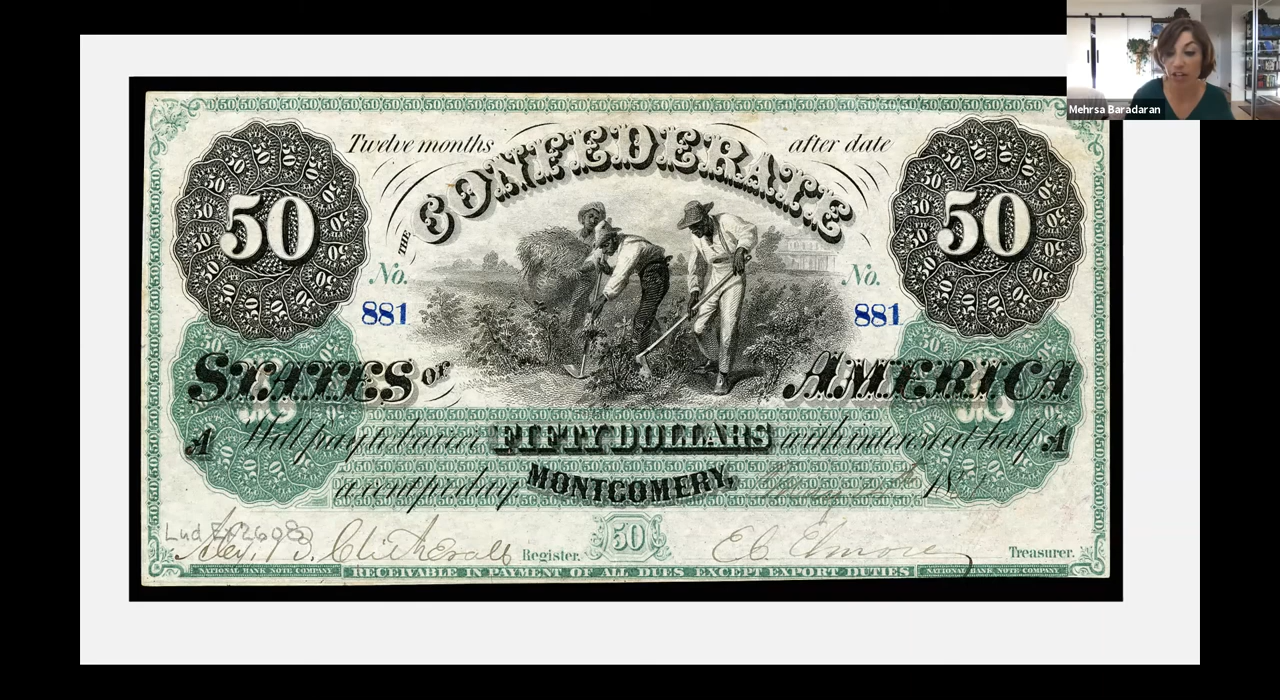 Mehrsa Baradaran
Twelve months after date
50 THE CONFEDERATE 50
No. No.
881 881
STATES OF AMERICA
A Will pay to bearer FIFTY DOLLARS with interest at half A
a cent per day MONTGOMERY, 18
50
Register. E.C. Elmore Treasurer.
NATIONAL BANK NOTE COMPANY RECEIVABLE IN PAYMENT OF ALL DUES EXCEPT EXPORT DUTIES NATIONAL BANK NOTE COMPANY